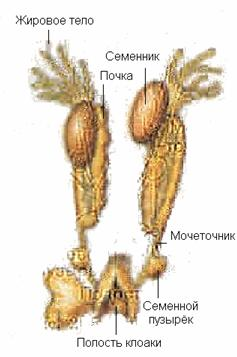 Жировое тело
Семенник
Почка
Мочеточник
Семенной
пузырёк
Полость клоаки